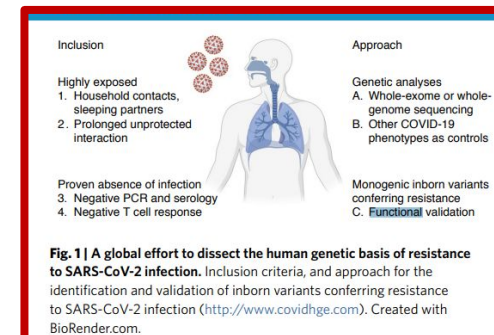 Inclusion
Highly exposed
1. Household contacts,
sleeping partners
2. Prolonged unprotected
interaction
Proven absence of infection
3. Negative PCR and serology
4. Negative T cell response
Approach
Genetic analyses
A. Whole-exome or whole-
genome sequencing
B. Other COVID-19
phenotypes as controls
Monogenic inborn variants
conferring resistance
C. Functional validation
Fig. 1 | A global effort to dissect the human genetic basis of resistance
to SARS-CoV-2 infection. Inclusion criteria, and approach for the
identification and validation of inborn variants conferring resistance
to SARS-CoV-2 infection (http://www.covidhge.com). Created with
BioRender.com.